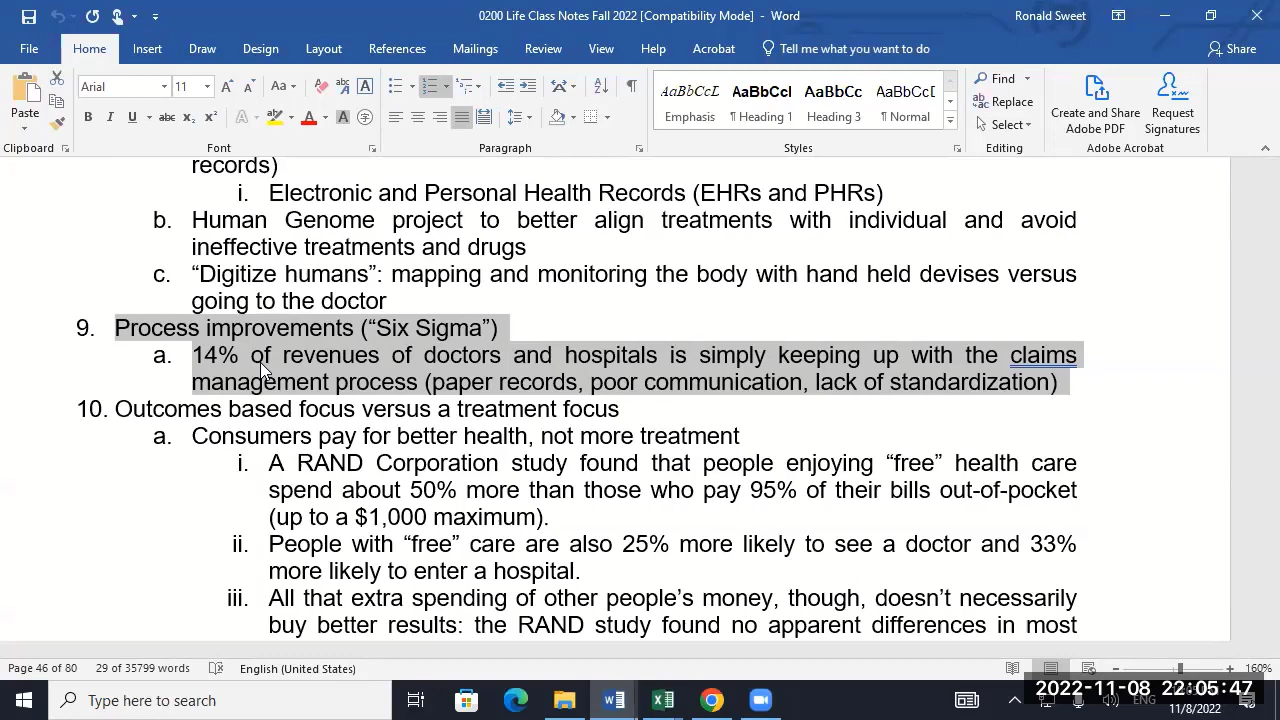 0200 Life Class Notes Fall 2022 [Compatibility Mode] - Word
Ronald Sweet
File Home Insert Draw Design Layout References Mailings Review View Help Acrobat Tell me what you want to do Share
Paste
Arial 11
Aa
B I U abc X₂ X²
AaBbCcL AaBbCcI AaBbCc AaBbCcL
Emphasis ¶ Heading 1 Heading 3 ¶ Normal
Find
Replace
Select
Create and Share Adobe PDF
Request Signatures
Clipboard Font Paragraph Styles Editing Adobe Acrobat
records)
i. Electronic and Personal Health Records (EHRs and PHRs)
b. Human Genome project to better align treatments with individual and avoid
ineffective treatments and drugs
c. “Digitize humans”: mapping and monitoring the body with hand held devises versus
going to the doctor
9. Process improvements (“Six Sigma”)
a. 14% of revenues of doctors and hospitals is simply keeping up with the claims
management process (paper records, poor communication, lack of standardization)
10. Outcomes based focus versus a treatment focus
a. Consumers pay for better health, not more treatment
i. A RAND Corporation study found that people enjoying “free” health care
spend about 50% more than those who pay 95% of their bills out-of-pocket
(up to a $1,000 maximum).
ii. People with “free” care are also 25% more likely to see a doctor and 33%
more likely to enter a hospital.
iii. All that extra spending of other people’s money, though, doesn’t necessarily
buy better results: the RAND study found no apparent differences in most
Page 46 of 80 29 of 35799 words English (United States) 160%
Type here to search
2022-11-08 22:05:47
ENG
11/8/2022